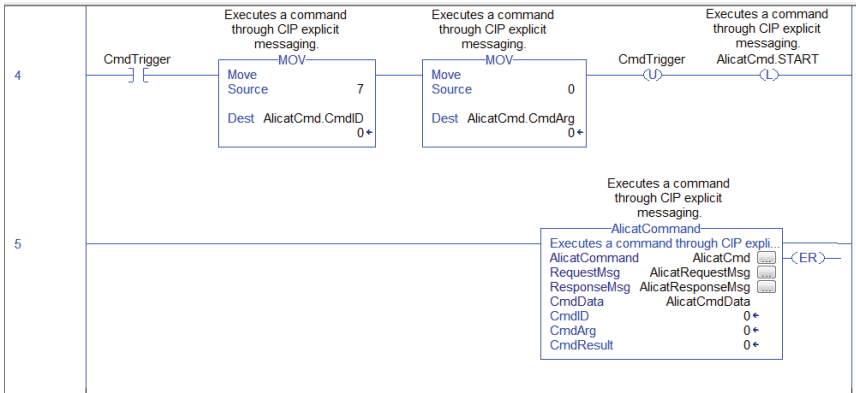 Executes a command
through CIP explicit
messaging.
Executes a command
through CIP explicit
messaging.
Executes a command
through CIP explicit
messaging.
4
CmdTrigger
MOV
Move
Source 7
Dest AlicatCmd.CmdID
0
MOV
Move
Source 0
Dest AlicatCmd.CmdArg
0
CmdTrigger
U
AlicatCmd.START
L
5
Executes a command
through CIP explicit
messaging.
AlicatCommand
Executes a command through CIP expli...
AlicatCommand AlicatCmd ...
RequestMsg AlicatRequestMsg ...
ResponseMsg AlicatResponseMsg ...
CmdData AlicatCmdData
CmdID 0
CmdArg 0
CmdResult 0
ER